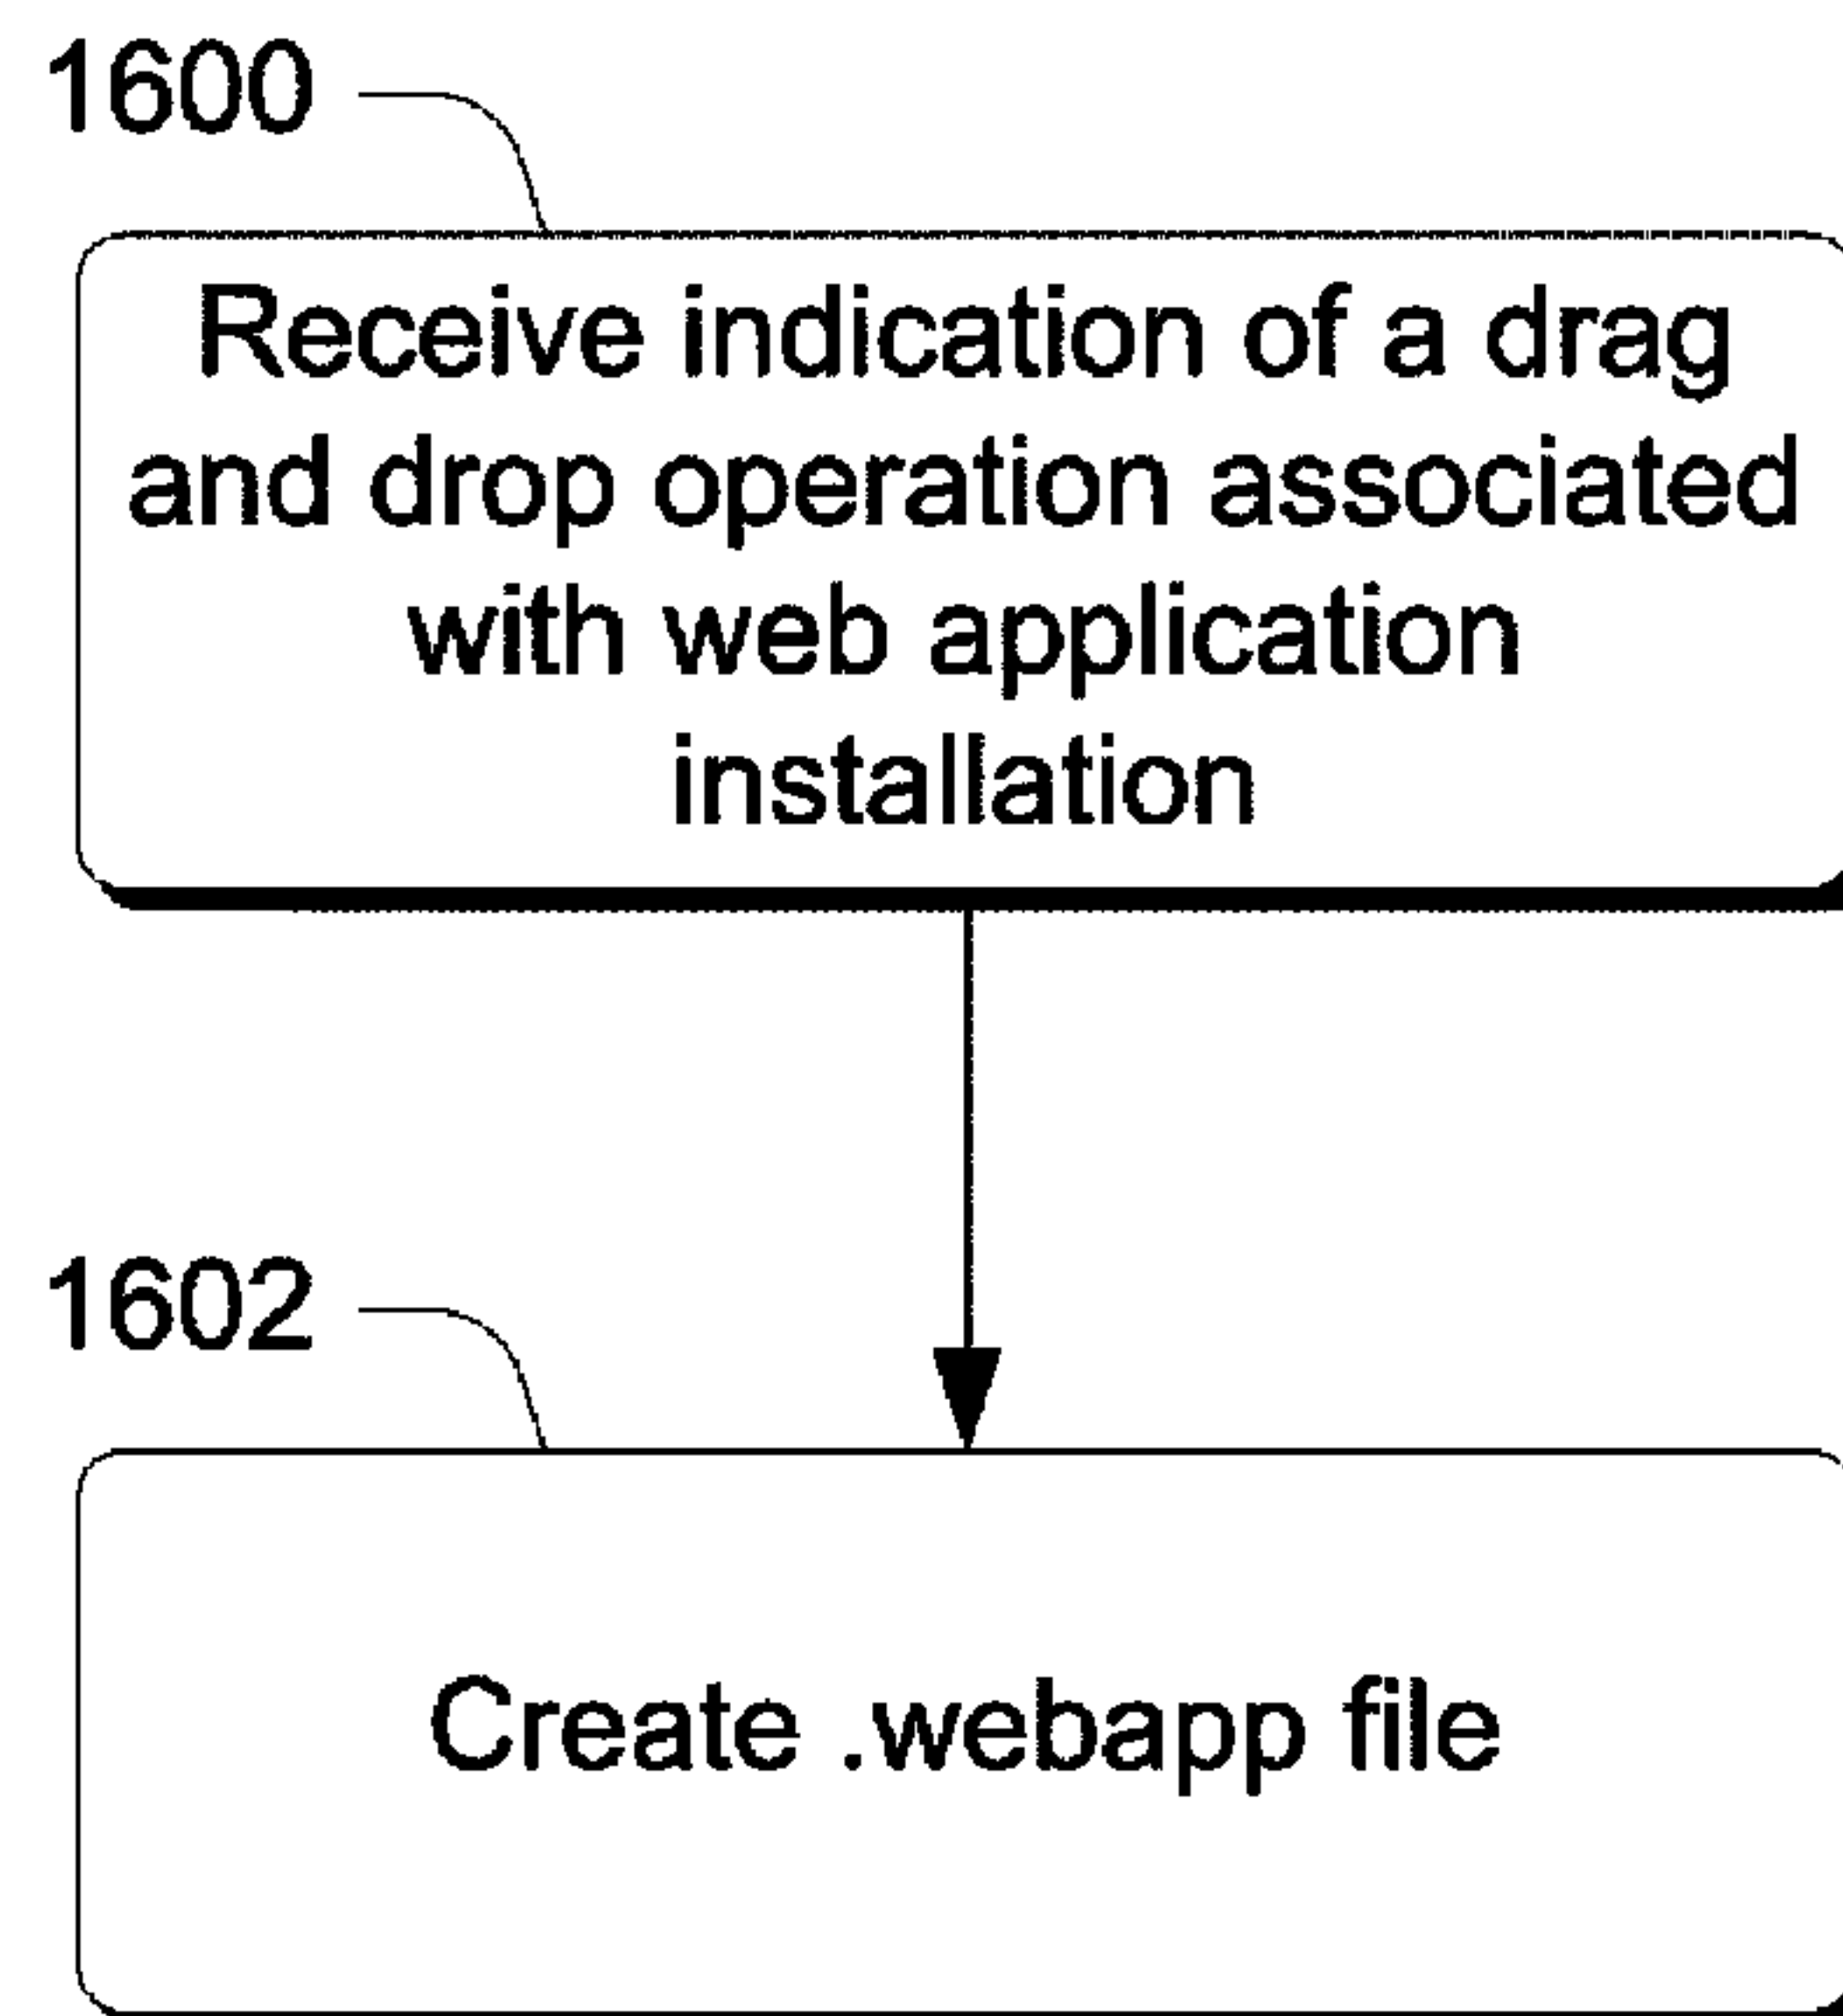 1600
Receive indication of a drag
and drop operation associated
with web application
installation
1602
Create .webapp file